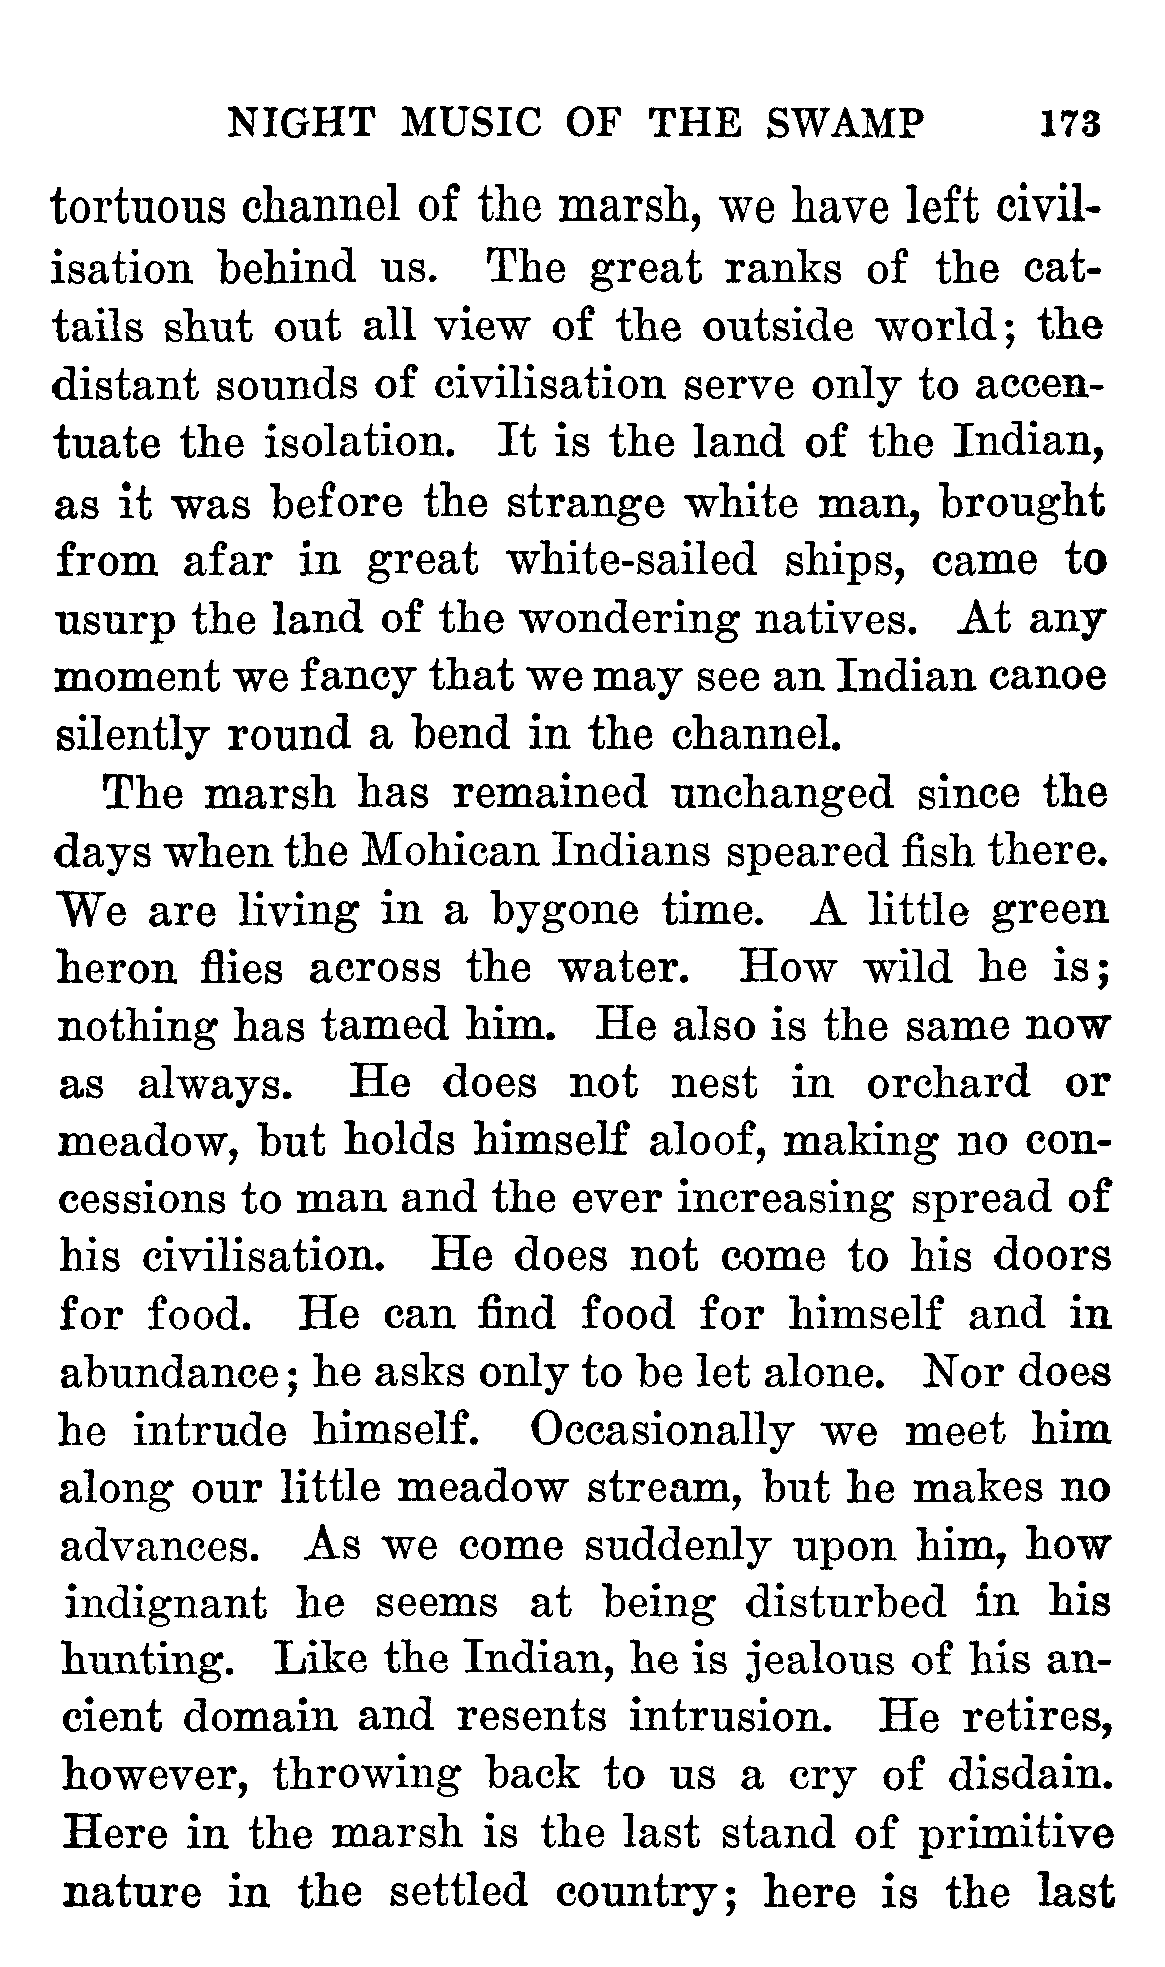 NIGHT MUSIC OF THE SWAMP 173
tortuous channel of the marsh, we have left civil-
isation behind us. The great ranks of the cat-
tails shut out all view of the outside world; the
distant sounds of civilisation serve only to accen-
tuate the isolation. It is the land of the Indian,
as it was before the strange white man, brought
from afar in great white-sailed ships, came to
usurp the land of the wondering natives. At any
moment we fancy that we may see an Indian canoe
silently round a bend in the channel.
The marsh has remained unchanged since the
days when the Mohican Indians speared fish there.
We are living in a bygone time. A little green
heron flies across the water. How wild he is;
nothing has tamed him. He also is the same now
as always. He does not nest in orchard or
meadow, but holds himself aloof, making no con-
cessions to man and the ever increasing spread of
his civilisation. He does not come to his doors
for food. He can find food for himself and in
abundance; he asks only to be let alone. Nor does
he intrude himself. Occasionally we meet him
along our little meadow stream, but he makes no
advances. As we come suddenly upon him, how
indignant he seems at being disturbed in his
hunting. Like the Indian, he is jealous of his an-
cient domain and resents intrusion. He retires,
however, throwing back to us a cry of disdain.
Here in the marsh is the last stand of primitive
nature in the settled country; here is the last